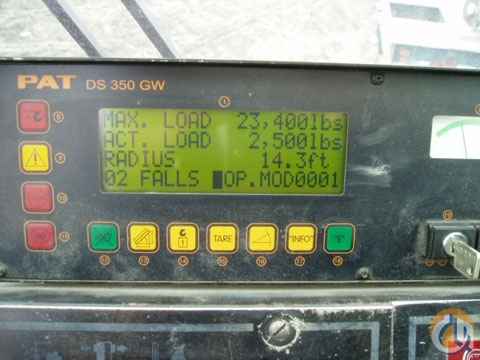 PAT DS 350 GW
MAX. LOAD 23,400lbs
ACT. LOAD 2,500lbs
RADIUS 14.3ft
02 FALLS OP.MOD0001
TARE
"INFO"